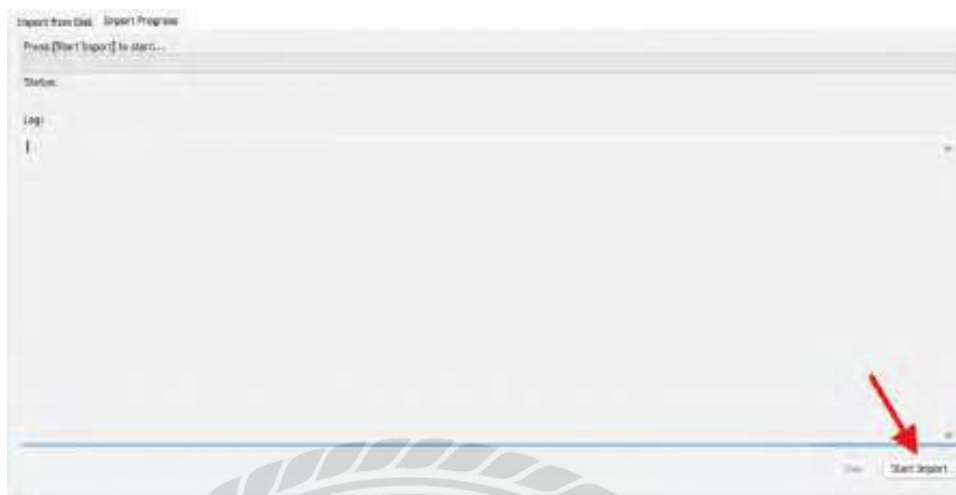 Import from Disk Import Progress
Press [Start Import] to start...
Status:
Log:
Start Import